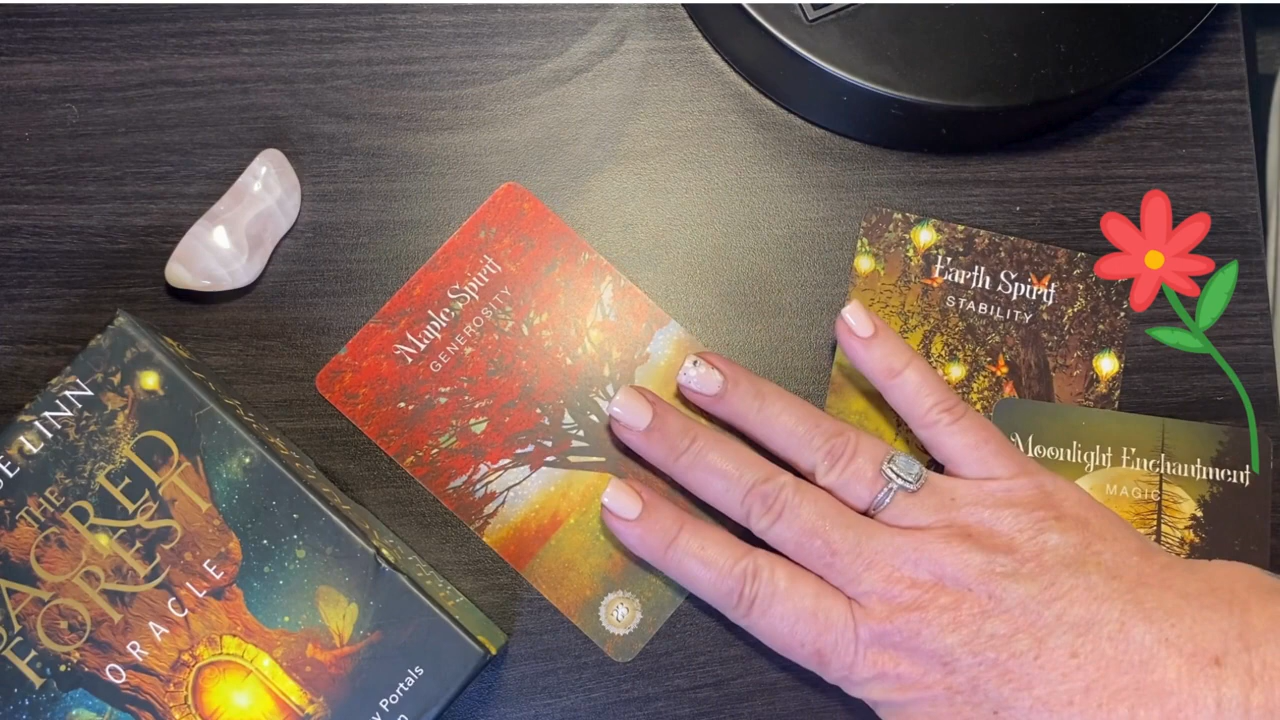 Maple Spirit
GENEROSITY
Earth Spirit
STABILITY
Moonlight Enchantment
MAGIC
LINN
THE
SACRED
FOREST
ORACLE
Portals